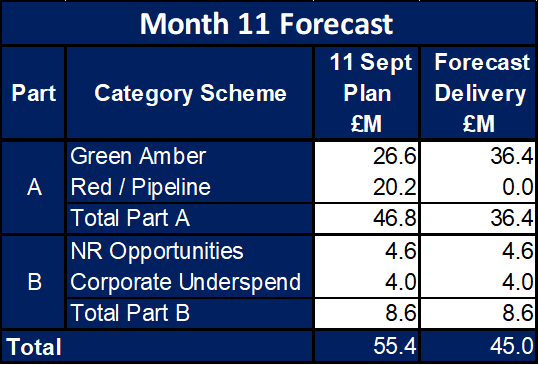 Month 11 Forecast
Part Category Scheme 11 Sept Plan £M Forecast Delivery £M
A
Green Amber 26.6 36.4
Red / Pipeline 20.2 0.0
Total Part A 46.8 36.4
B
NR Opportunities 4.6 4.6
Corporate Underspend 4.0 4.0
Total Part B 8.6 8.6
Total 55.4 45.0